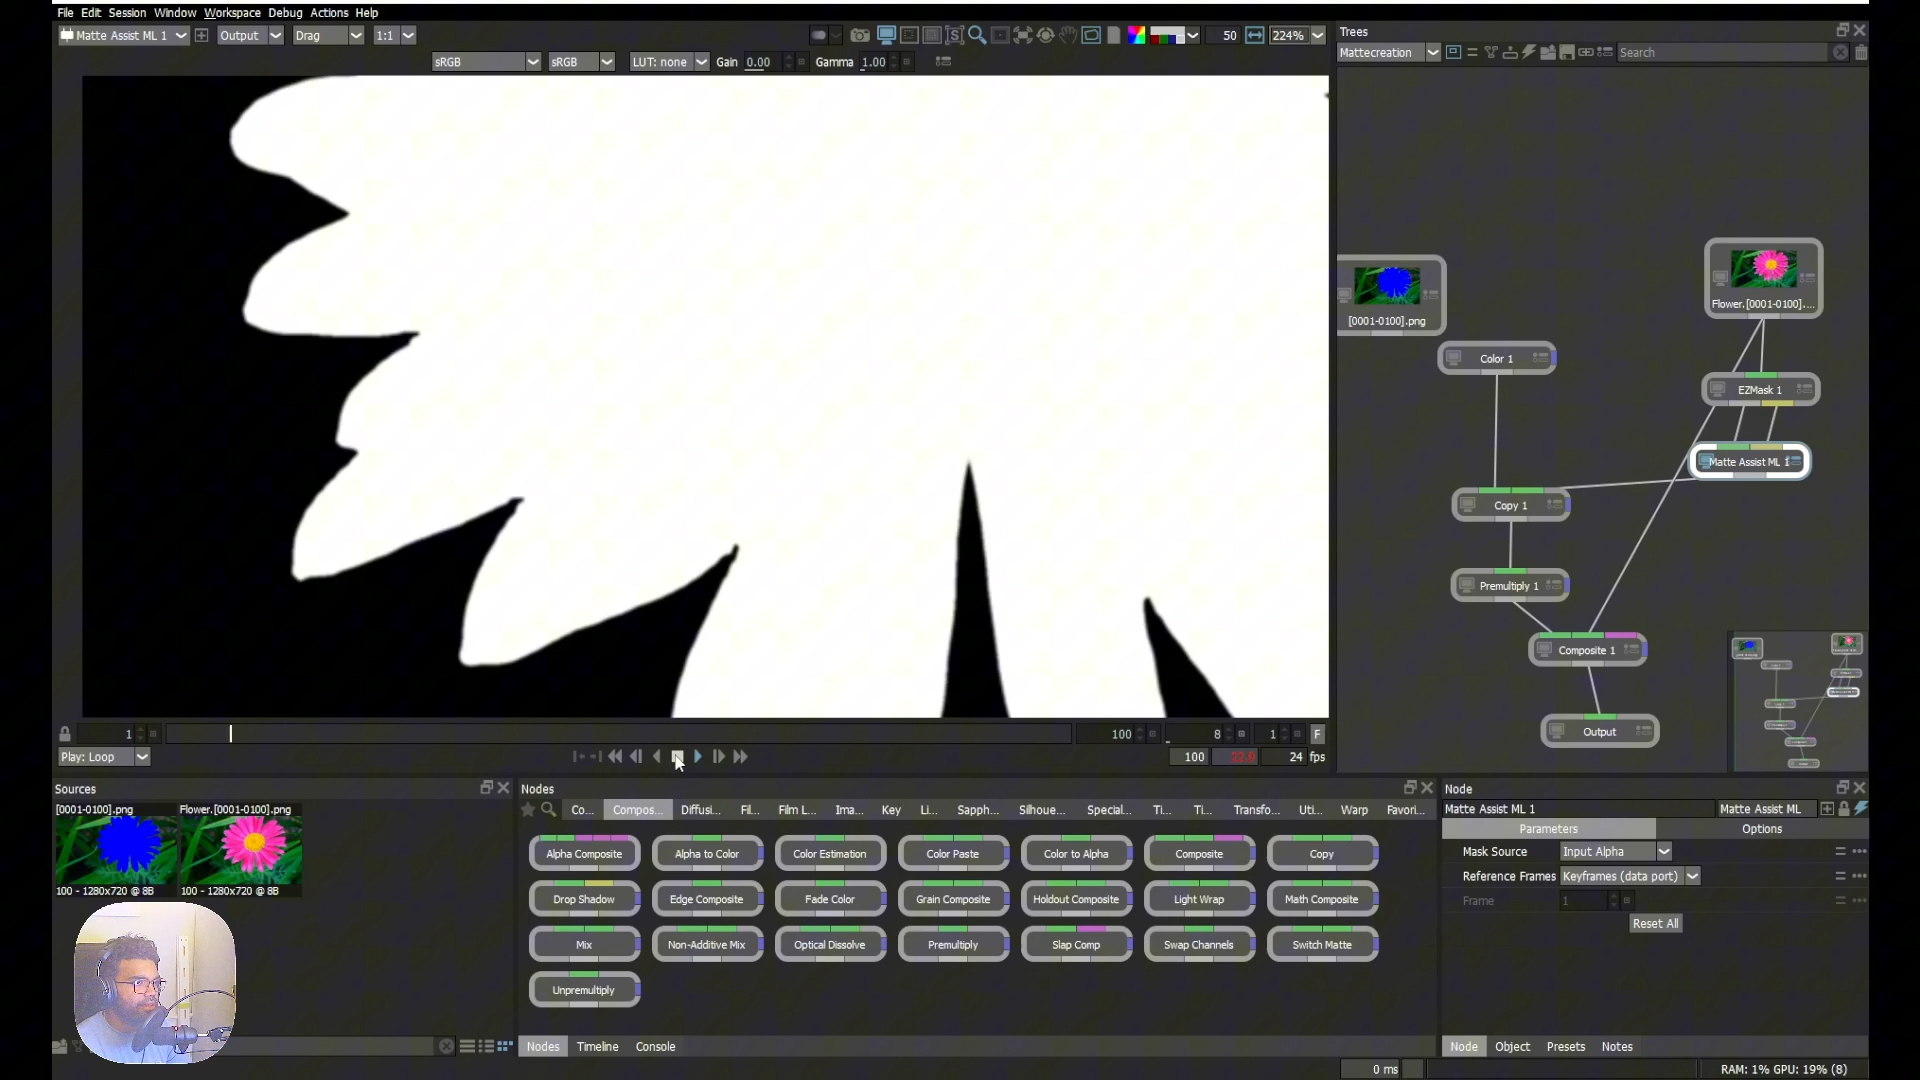 File Edit Session Window Workspace Debug Actions Help
Matte Assist ML 1 Output Drag 1:1 50 224%
sRGB sRGB LUT: none Gain 0.00 Gamma 1.00
1 100 8 1 F
Play: Loop 100 24 fps
Trees
Mattecreation Search
[0001-0100].png
Flower.[0001-0100]....
Color 1
EZMask 1
Matte Assist ML 1
Copy 1
Premultiply 1
Composite 1
Output
Sources
[0001-0100].png Flower.[0001-0100].png
100 - 1280x720 @ 8B 100 - 1280x720 @ 8B
Nodes
Co... Compos... Diffusi... Fil... Film L... Ima... Key Li... Sapph... Silhoue... Special... Ti... Ti... Transfo... Uti... Warp Favori...
Alpha Composite Alpha to Color Color Estimation Color Paste Color to Alpha Composite Copy
Drop Shadow Edge Composite Fade Color Grain Composite Holdout Composite Light Wrap Math Composite
Mix Non-Additive Mix Optical Dissolve Premultiply Slap Comp Swap Channels Switch Matte
Unpremultiply
Nodes Timeline Console
Node
Matte Assist ML 1 Matte Assist ML
Parameters Options
Mask Source Input Alpha
Reference Frames Keyframes (data port)
Frame 1
Reset All
Node Object Presets Notes
0 ms RAM: 1% GPU: 19% (8)